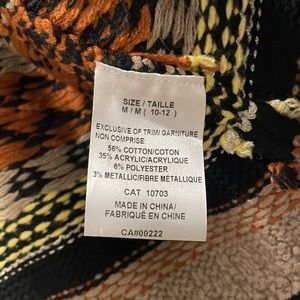 SIZE / TAILLE
M / M ( 10-12 )
EXCLUSIVE OF TRIM/ GARNITURE
NON COMPRISE:
56% COTTON/COTON
35% ACRYLIC/ACRYLIQUE
6% POLYESTER
3% METALLIC/FIBRE MÉTALLIQUE
CAT 10703
MADE IN CHINA/
FABRIQUÉ EN CHINE
CA#00222